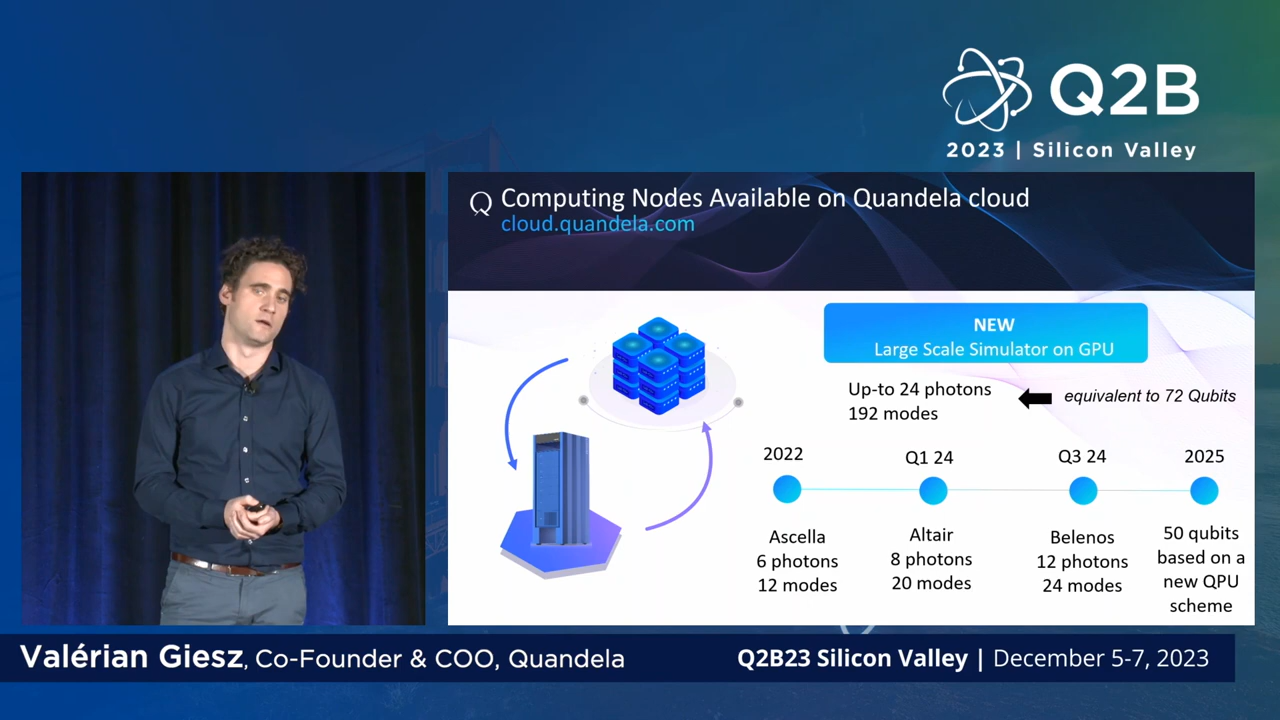 Q2B
2023 | Silicon Valley
Computing Nodes Available on Quandela cloud
cloud.quandela.com
NEW
Large Scale Simulator on GPU
Up-to 24 photons
192 modes
equivalent to 72 Qubits
2022
Q1 24
Q3 24
2025
Ascella
6 photons
12 modes
Altair
8 photons
20 modes
Belenos
12 photons
24 modes
50 qubits
based on a
new QPU
scheme
Valérian Giesz, Co-Founder & COO, Quandela
Q2B23 Silicon Valley | December 5-7, 2023